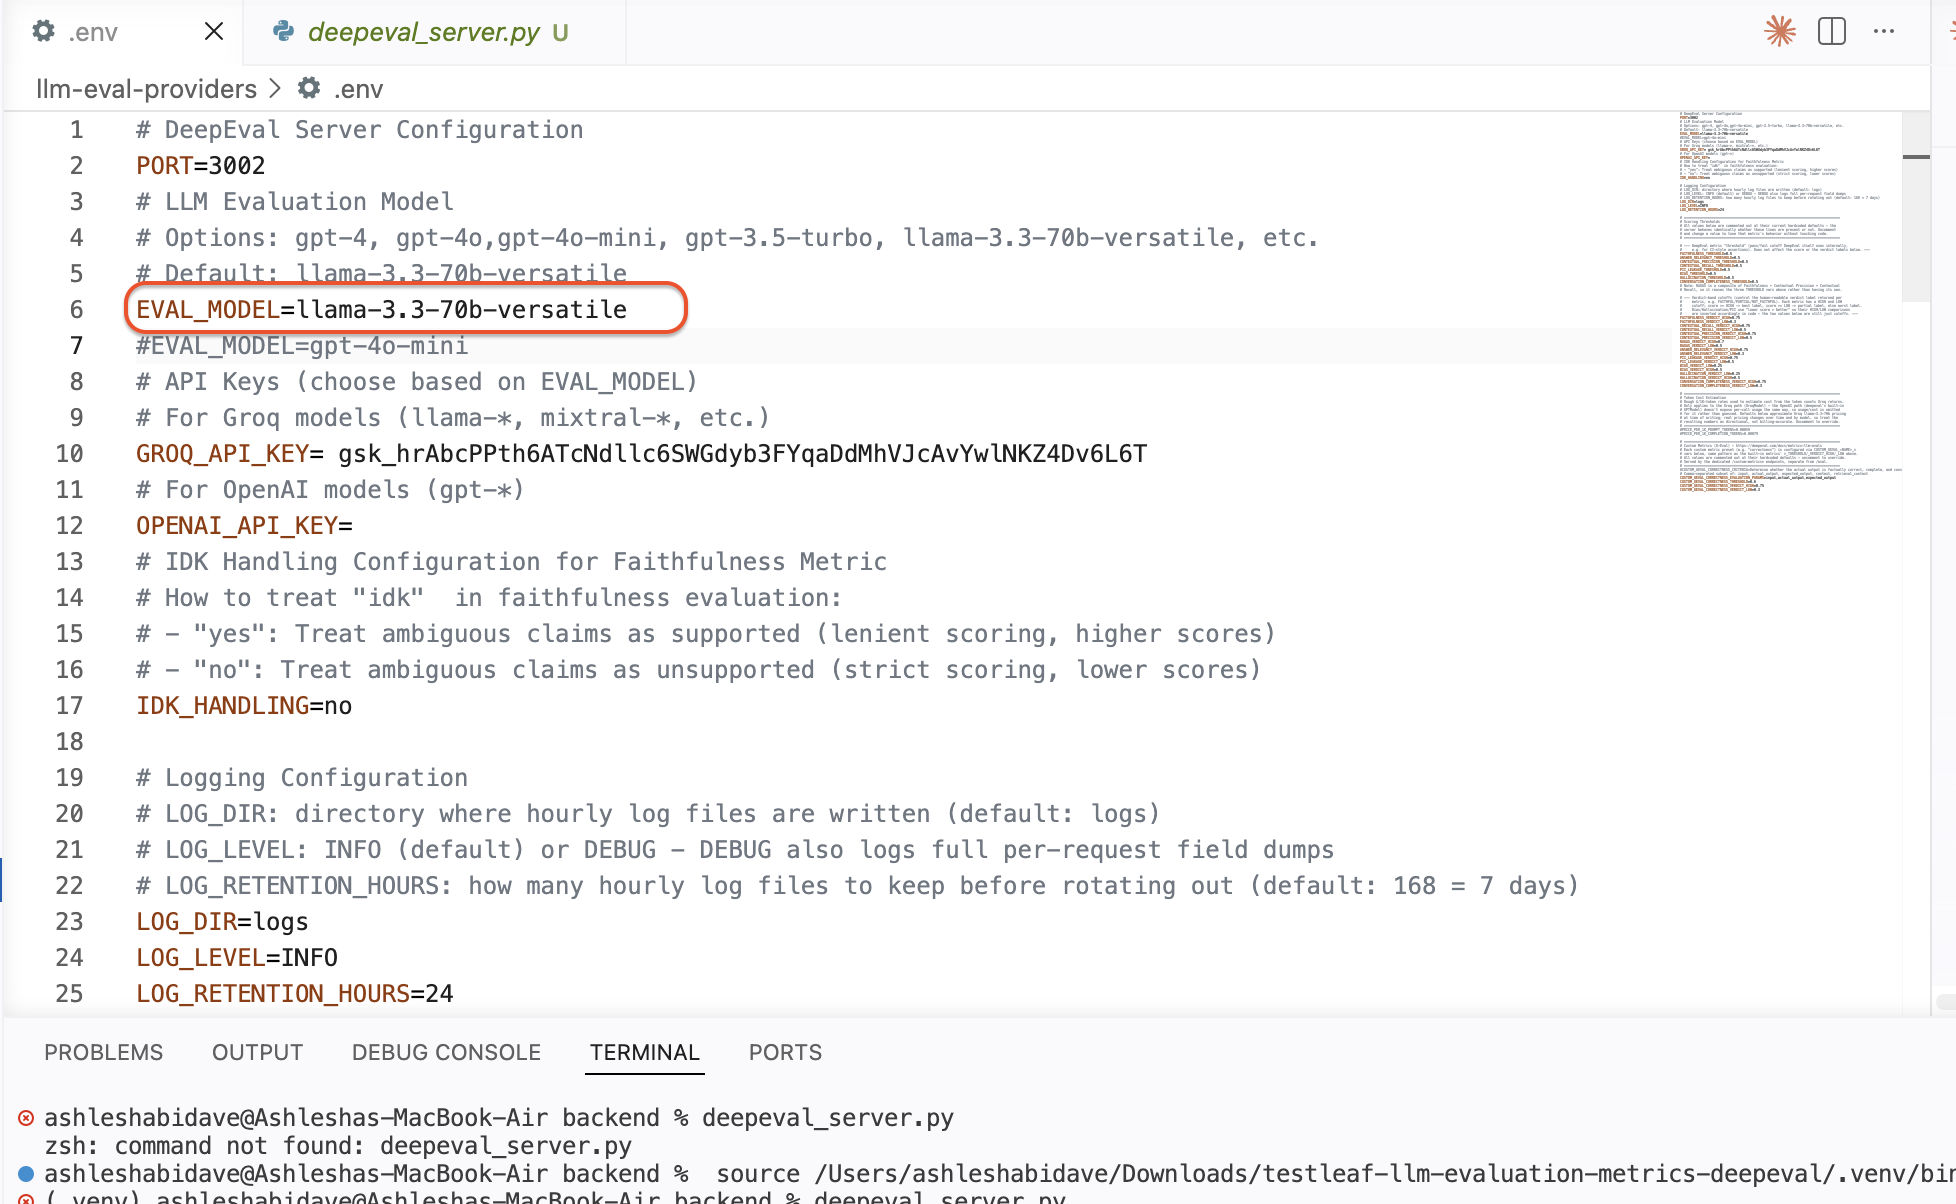 .env
deepeval_server.py U
llm-eval-providers > .env
1 # DeepEval Server Configuration
2 PORT=3002
3 # LLM Evaluation Model
4 # Options: gpt-4, gpt-4o,gpt-4o-mini, gpt-3.5-turbo, llama-3.3-70b-versatile, etc.
5 # Default: llama-3.3-70b-versatile
6 EVAL_MODEL=llama-3.3-70b-versatile
7 #EVAL_MODEL=gpt-4o-mini
8 # API Keys (choose based on EVAL_MODEL)
9 # For Groq models (llama-*, mixtral-*, etc.)
10 GROQ_API_KEY= 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
11 # For OpenAI models (gpt-*)
12 OPENAI_API_KEY=
13 # IDK Handling Configuration for Faithfulness Metric
14 # How to treat "idk"  in faithfulness evaluation:
15 # - "yes": Treat ambiguous claims as supported (lenient scoring, higher scores)
16 # - "no": Treat ambiguous claims as unsupported (strict scoring, lower scores)
17 IDK_HANDLING=no
18
19 # Logging Configuration
20 # LOG_DIR: directory where hourly log files are written (default: logs)
21 # LOG_LEVEL: INFO (default) or DEBUG — DEBUG also logs full per-request field dumps
22 # LOG_RETENTION_HOURS: how many hourly log files to keep before rotating out (default: 168 = 7 days)
23 LOG_DIR=logs
24 LOG_LEVEL=INFO
25 LOG_RETENTION_HOURS=24
PROBLEMS OUTPUT DEBUG CONSOLE TERMINAL PORTS
ashleshabidave@Ashleshas-MacBook-Air backend % deepeval_server.py
zsh: command not found: deepeval_server.py
ashleshabidave@Ashleshas-MacBook-Air backend %  source /Users/ashleshabidave/Downloads/testleaf-llm-evaluation-metrics-deepeval/.venv/bin
(.venv) ashleshabidave@Ashleshas-MacBook-Air backend % deepeval_server.py